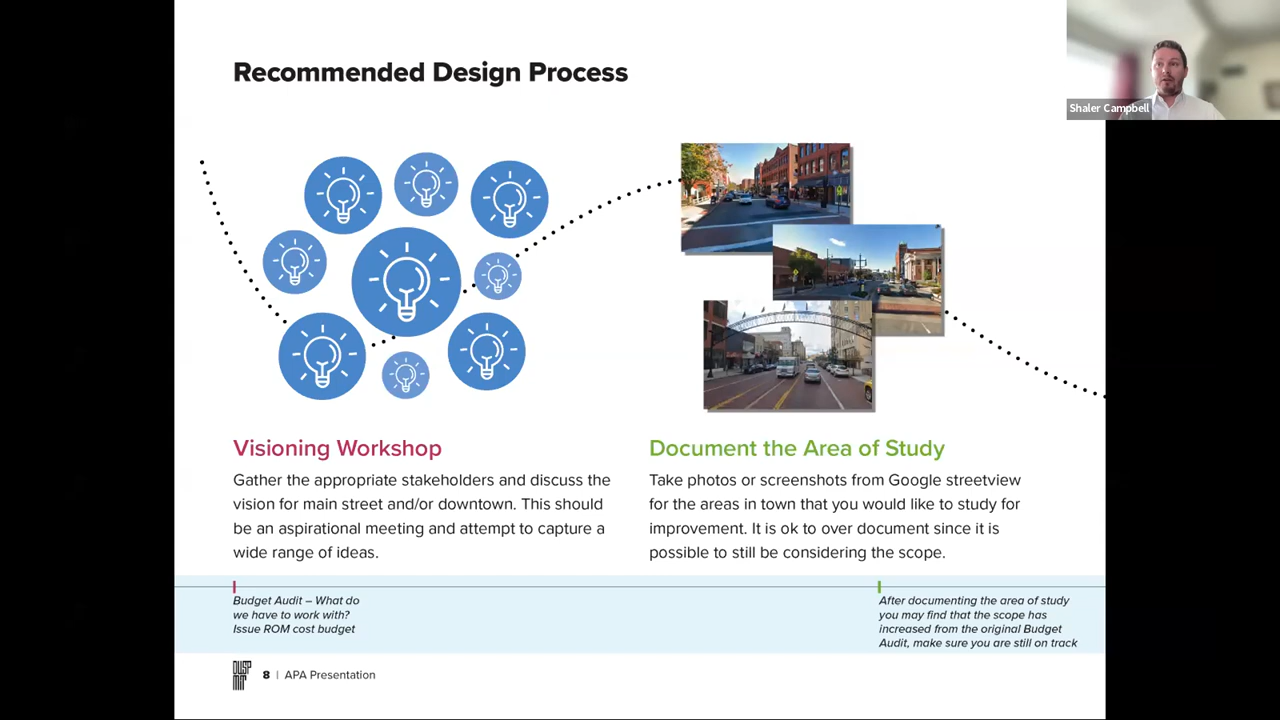 Recommended Design Process
Shaler Campbell
Visioning Workshop
Gather the appropriate stakeholders and discuss the
vision for main street and/or downtown. This should
be an aspirational meeting and attempt to capture a
wide range of ideas.
Document the Area of Study
Take photos or screenshots from Google streetview
for the areas in town that you would like to study for
improvement. It is ok to over document since it is
possible to still be considering the scope.
Budget Audit – What do
we have to work with?
Issue ROM cost budget
After documenting the area of study
you may find that the scope has
increased from the original Budget
Audit, make sure you are still on track
DUSP
MIT
8 | APA Presentation